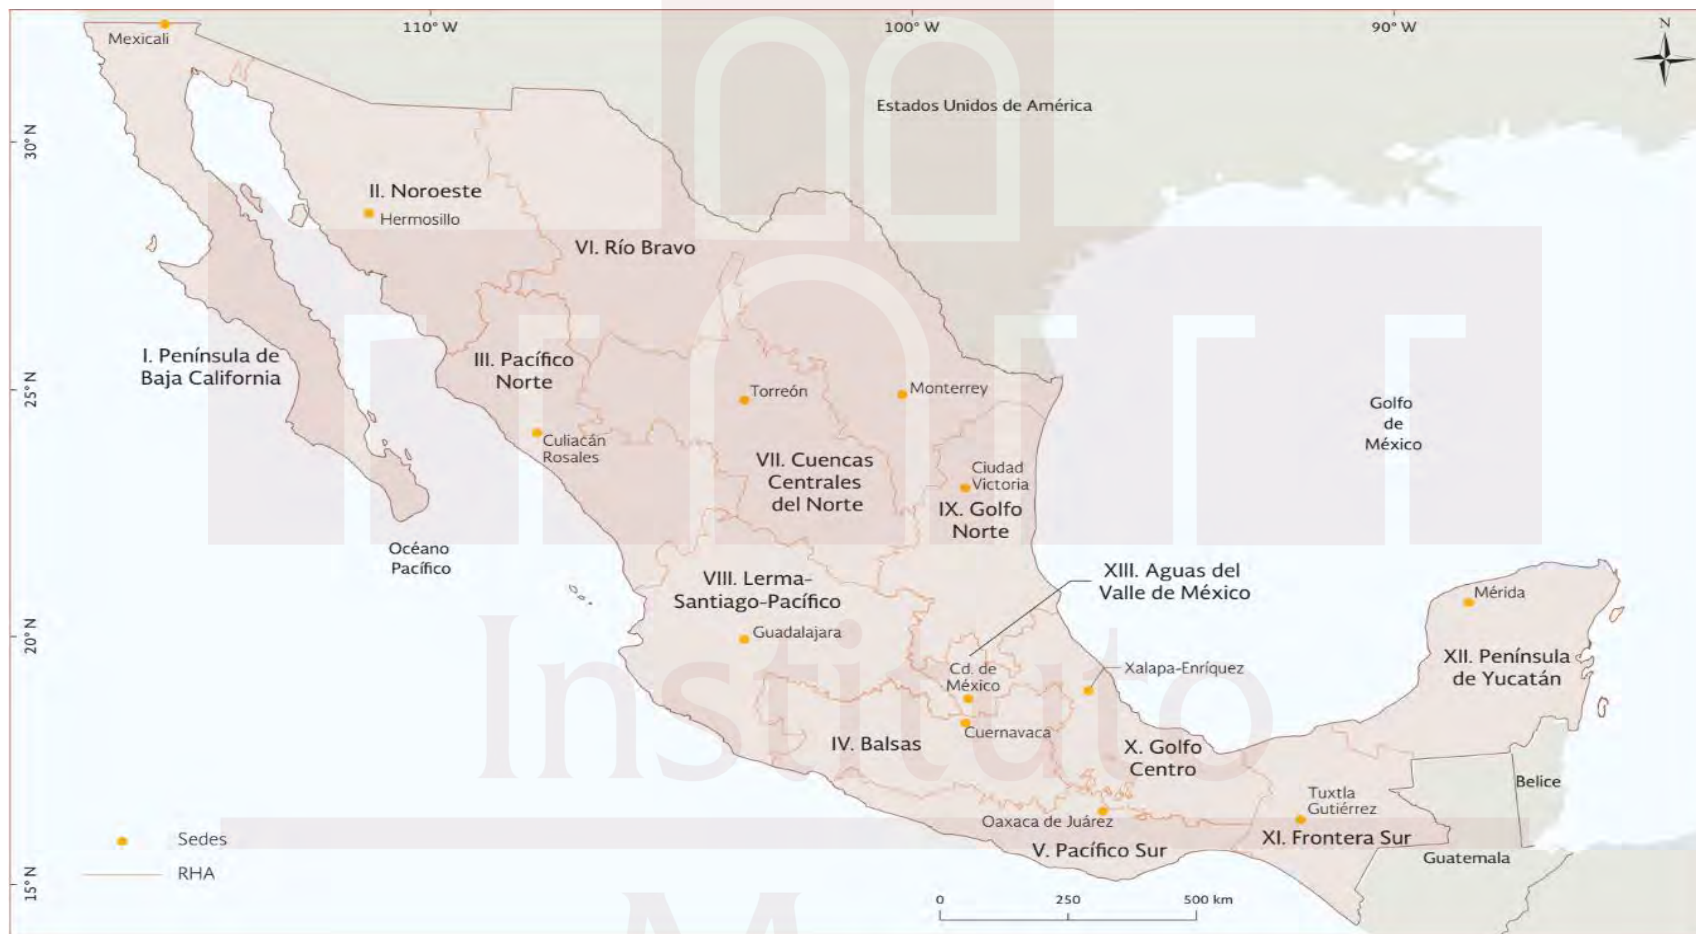 110° W
100° W
90° W
N
Mexicali
Estados Unidos de América
30° N
II. Noroeste
Hermosillo
VI. Río Bravo
I. Península de
Baja California
III. Pacífico
Norte
25° N
Torreón
Monterrey
Golfo
de
México
Culiacán
Rosales
VII. Cuencas
Centrales
del Norte
Ciudad
Victoria
IX. Golfo
Norte
Océano
Pacífico
VIII. Lerma-
Santiago-Pacífico
Guadalajara
XIII. Aguas del
Valle de México
Mérida
20° N
Cd. de
México
Xalapa-Enríquez
XII. Península
de Yucatán
Cuernavaca
IV. Balsas
X. Golfo
Centro
Belice
Tuxtla
Gutiérrez
Oaxaca de Juárez
XI. Frontera Sur
V. Pacífico Sur
Guatemala
Sedes
RHA
15° N
0
250
500 km
Instituto